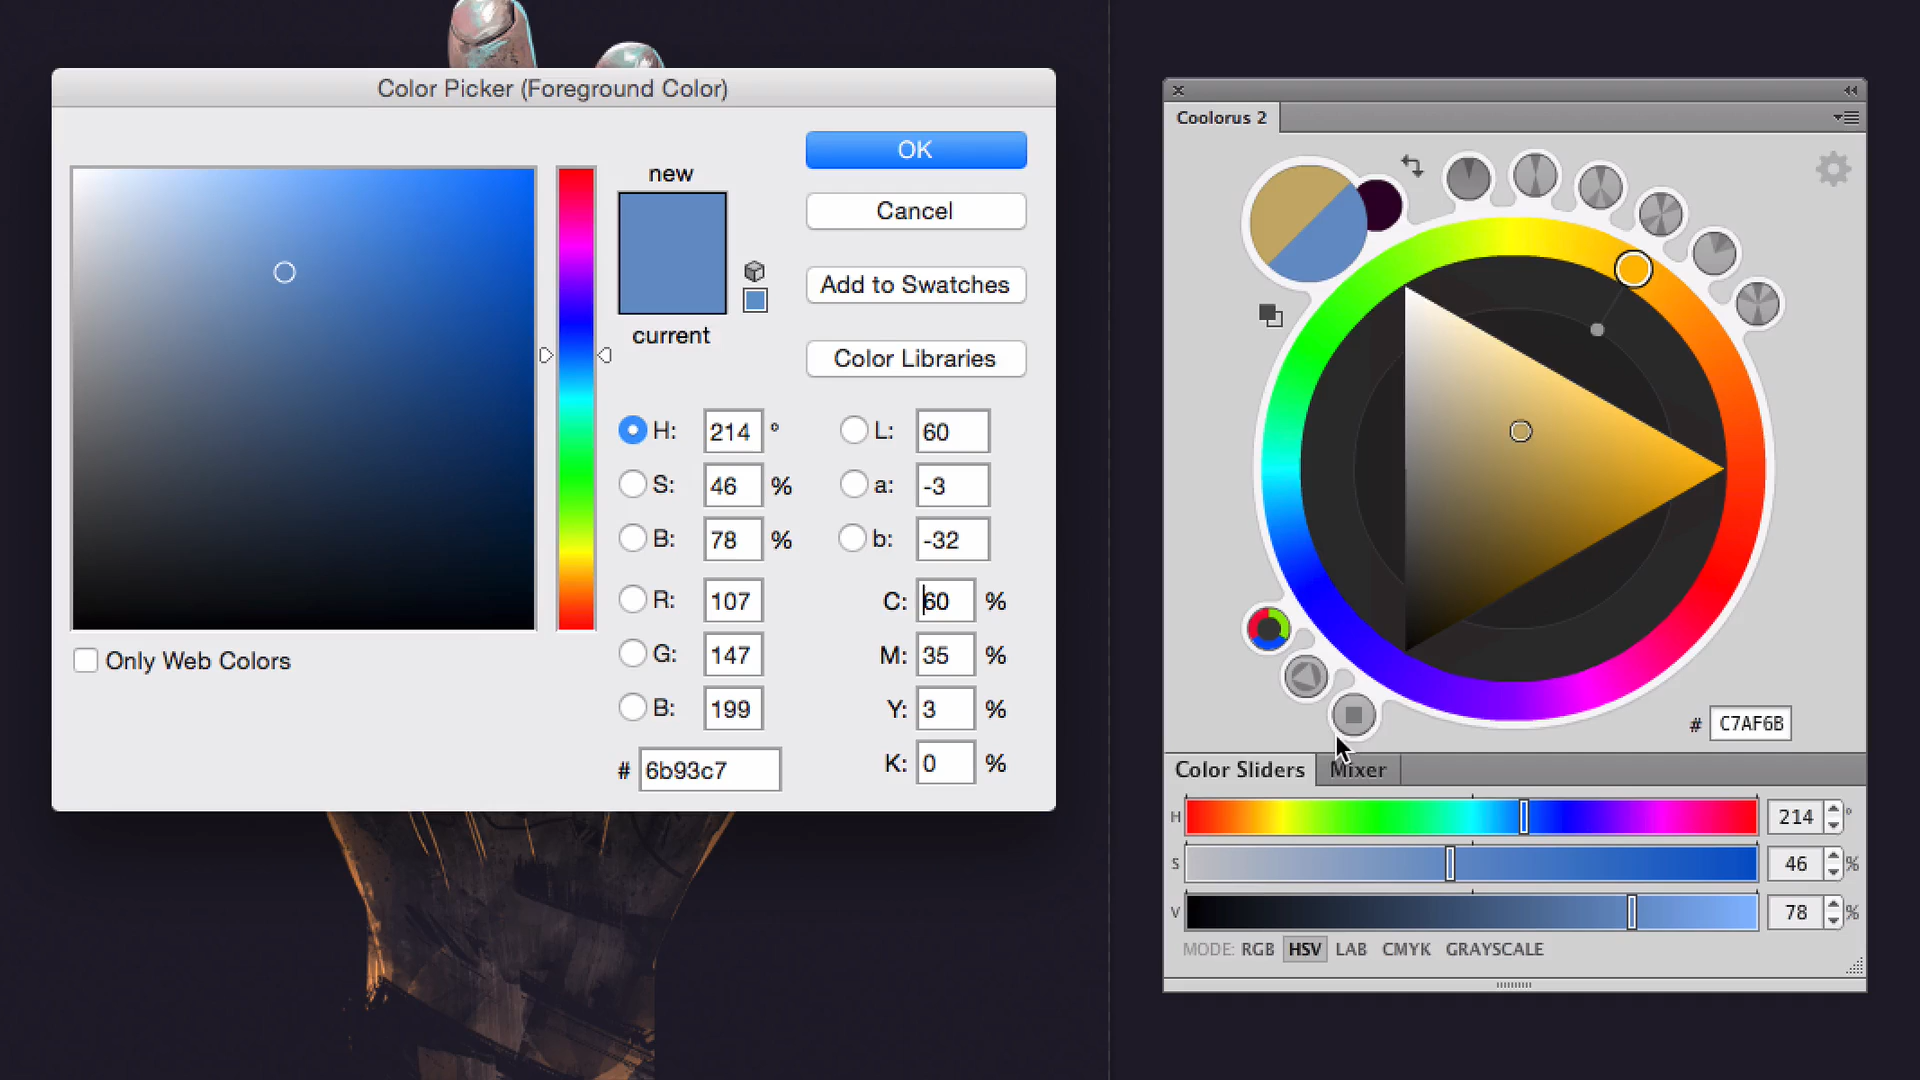 Color Picker (Foreground Color)
new
current
OK
Cancel
Add to Swatches
Color Libraries
H: 214 °
S: 46 %
B: 78 %
R: 107
G: 147
B: 199
# 6b93c7
L: 60
a: -3
b: -32
C: 60 %
M: 35 %
Y: 3 %
K: 0 %
Only Web Colors
Coolorus 2
# C7AF6B
Color Sliders Mixer
H 214 °
S 46 %
V 78 %
MODE: RGB HSV LAB CMYK GRAYSCALE